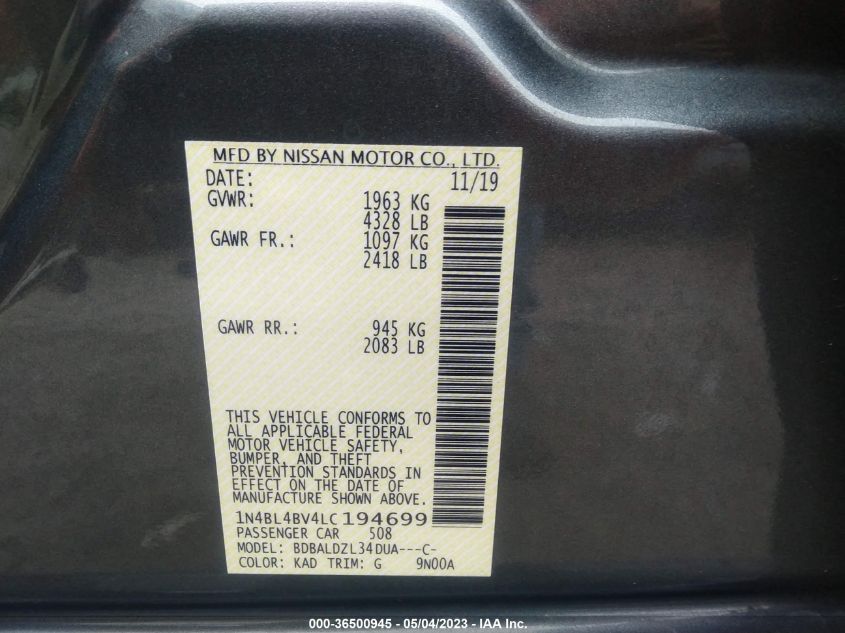 MFD BY NISSAN MOTOR CO., LTD.
DATE: 11/19
GVWR: 1963 KG
4328 LB
GAWR FR.: 1097 KG
2418 LB
GAWR RR.: 945 KG
2083 LB
THIS VEHICLE CONFORMS TO
ALL APPLICABLE FEDERAL
MOTOR VEHICLE SAFETY,
BUMPER, AND THEFT
PREVENTION STANDARDS IN
EFFECT ON THE DATE OF
MANUFACTURE SHOWN ABOVE.
1N4BL4BV4LC194699
PASSENGER CAR 508
MODEL: BDBALDZL34DUA---C-
COLOR: KAD TRIM: G 9N00A
000-36500945 - 05/04/2023 - IAA Inc.